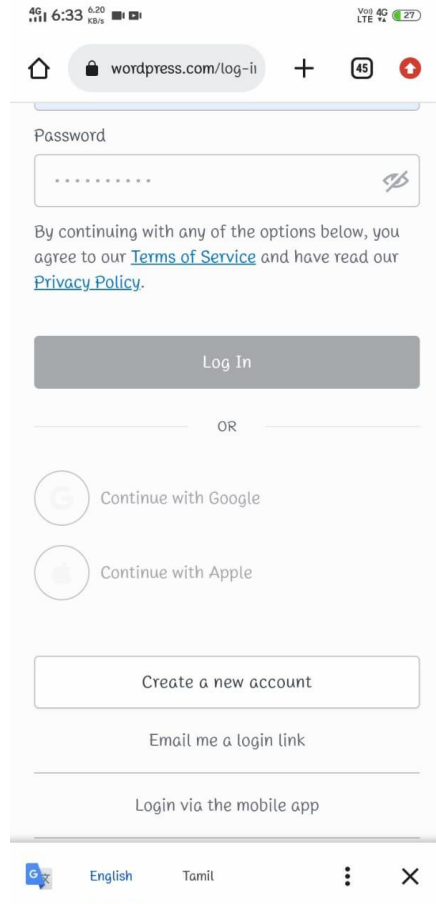 4G 6:33 6.20 KB/s Vo) LTE 4G 27
wordpress.com/log-in 45
Password
By continuing with any of the options below, you
agree to our Terms of Service and have read our
Privacy Policy.
Log In
OR
G Continue with Google
Continue with Apple
Create a new account
Email me a login link
Login via the mobile app
G 文 English Tamil